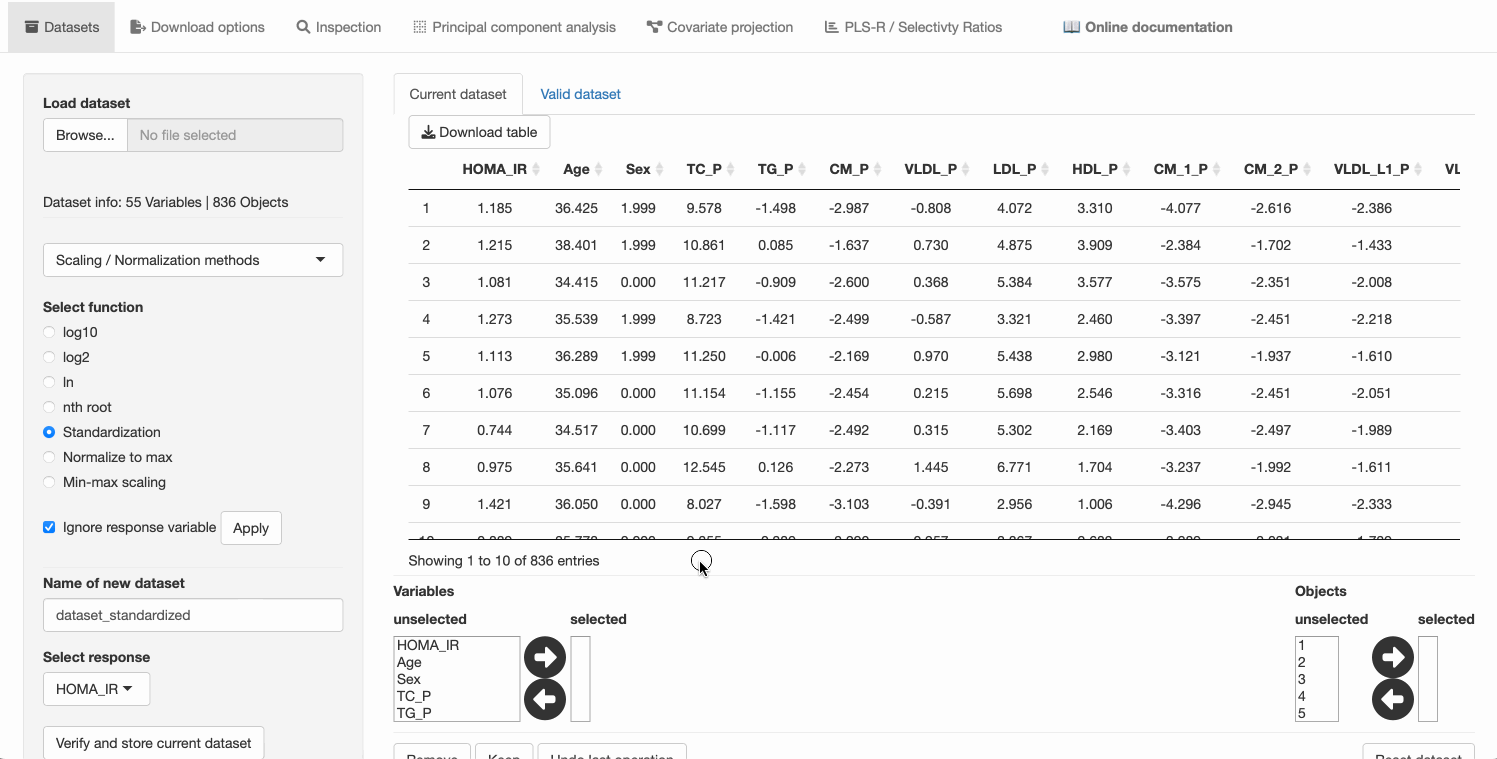 Datasets Download options Inspection Principal component analysis Covariate projection PLS-R / Selectivty Ratios Online documentation
Load dataset
Browse... No file selected
Dataset info: 55 Variables | 836 Objects
Scaling / Normalization methods
Select function
log10
log2
ln
nth root
Standardization
Normalize to max
Min-max scaling
Ignore response variable Apply
Name of new dataset
dataset_standardized
Select response
HOMA_IR
Verify and store current dataset
Current dataset Valid dataset
Download table
HOMA_IR Age Sex TC_P TG_P CM_P VLDL_P LDL_P HDL_P CM_1_P CM_2_P VLDL_L1_P VL
1 1.185 36.425 1.999 9.578 -1.498 -2.987 -0.808 4.072 3.310 -4.077 -2.616 -2.386
2 1.215 38.401 1.999 10.861 0.085 -1.637 0.730 4.875 3.909 -2.384 -1.702 -1.433
3 1.081 34.415 0.000 11.217 -0.909 -2.600 0.368 5.384 3.577 -3.575 -2.351 -2.008
4 1.273 35.539 1.999 8.723 -1.421 -2.499 -0.587 3.321 2.460 -3.397 -2.451 -2.218
5 1.113 36.289 1.999 11.250 -0.006 -2.169 0.970 5.438 2.980 -3.121 -1.937 -1.610
6 1.076 35.096 0.000 11.154 -1.155 -2.454 0.215 5.698 2.546 -3.316 -2.451 -2.051
7 0.744 34.517 0.000 10.699 -1.117 -2.492 0.315 5.302 2.169 -3.403 -2.497 -1.989
8 0.975 35.641 0.000 12.545 0.126 -2.273 1.445 6.771 1.704 -3.237 -1.992 -1.611
9 1.421 36.050 0.000 8.027 -1.598 -3.103 -0.391 2.956 1.006 -4.296 -2.945 -2.333
Showing 1 to 10 of 836 entries
Variables
unselected selected
HOMA_IR
Age
Sex
TC_P
TG_P
Objects
unselected selected
1
2
3
4
5
Remove Keep Undo last operation Reset dataset